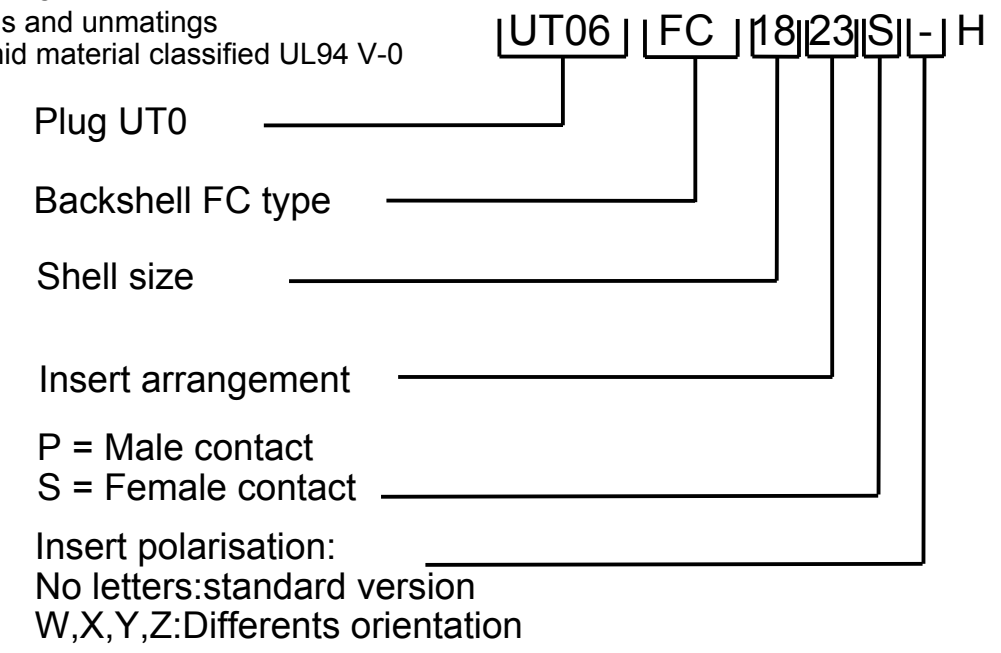 s and unmatings
material classified UL94 V-0
UT06 FC 18 23 S - H
Plug UT0
Backshell FC type
Shell size
Insert arrangement
P = Male contact
S = Female contact
Insert polarisation:
No letters:standard version
W,X,Y,Z:Differents orientation